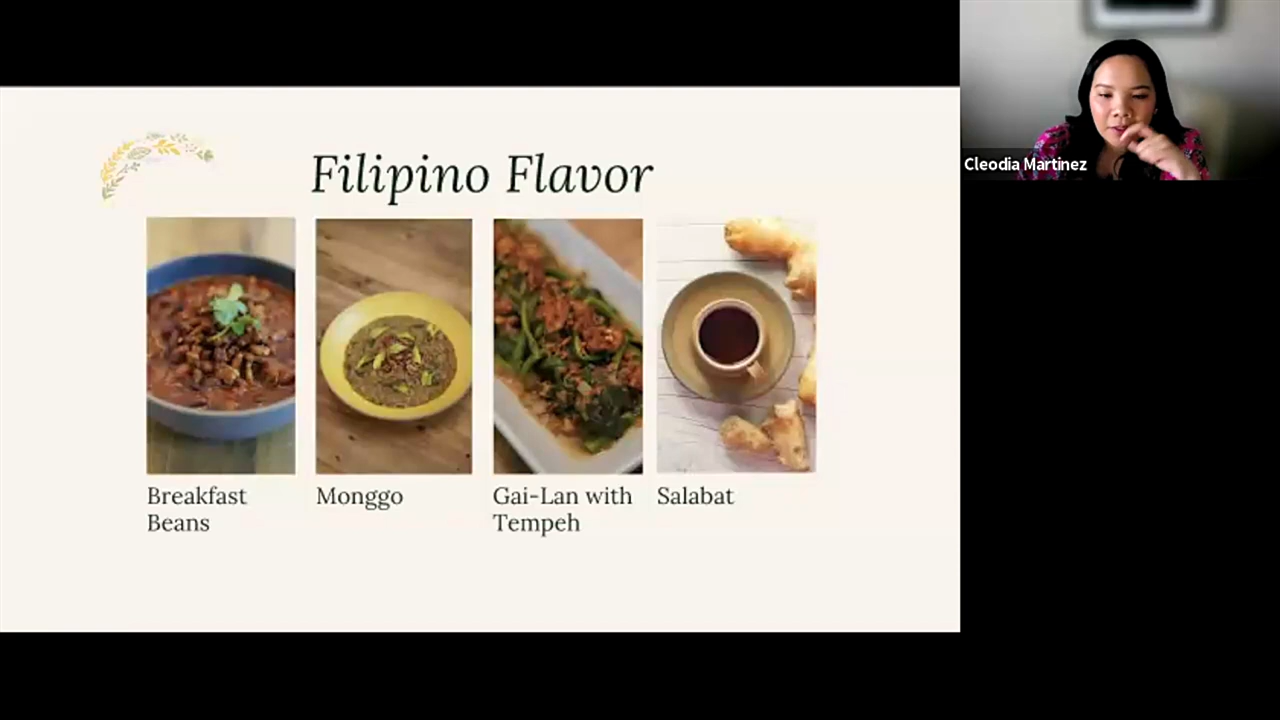 Filipino Flavor
Breakfast
Beans
Monggo
Gai-Lan with
Tempeh
Salabat
Cleodia Martinez